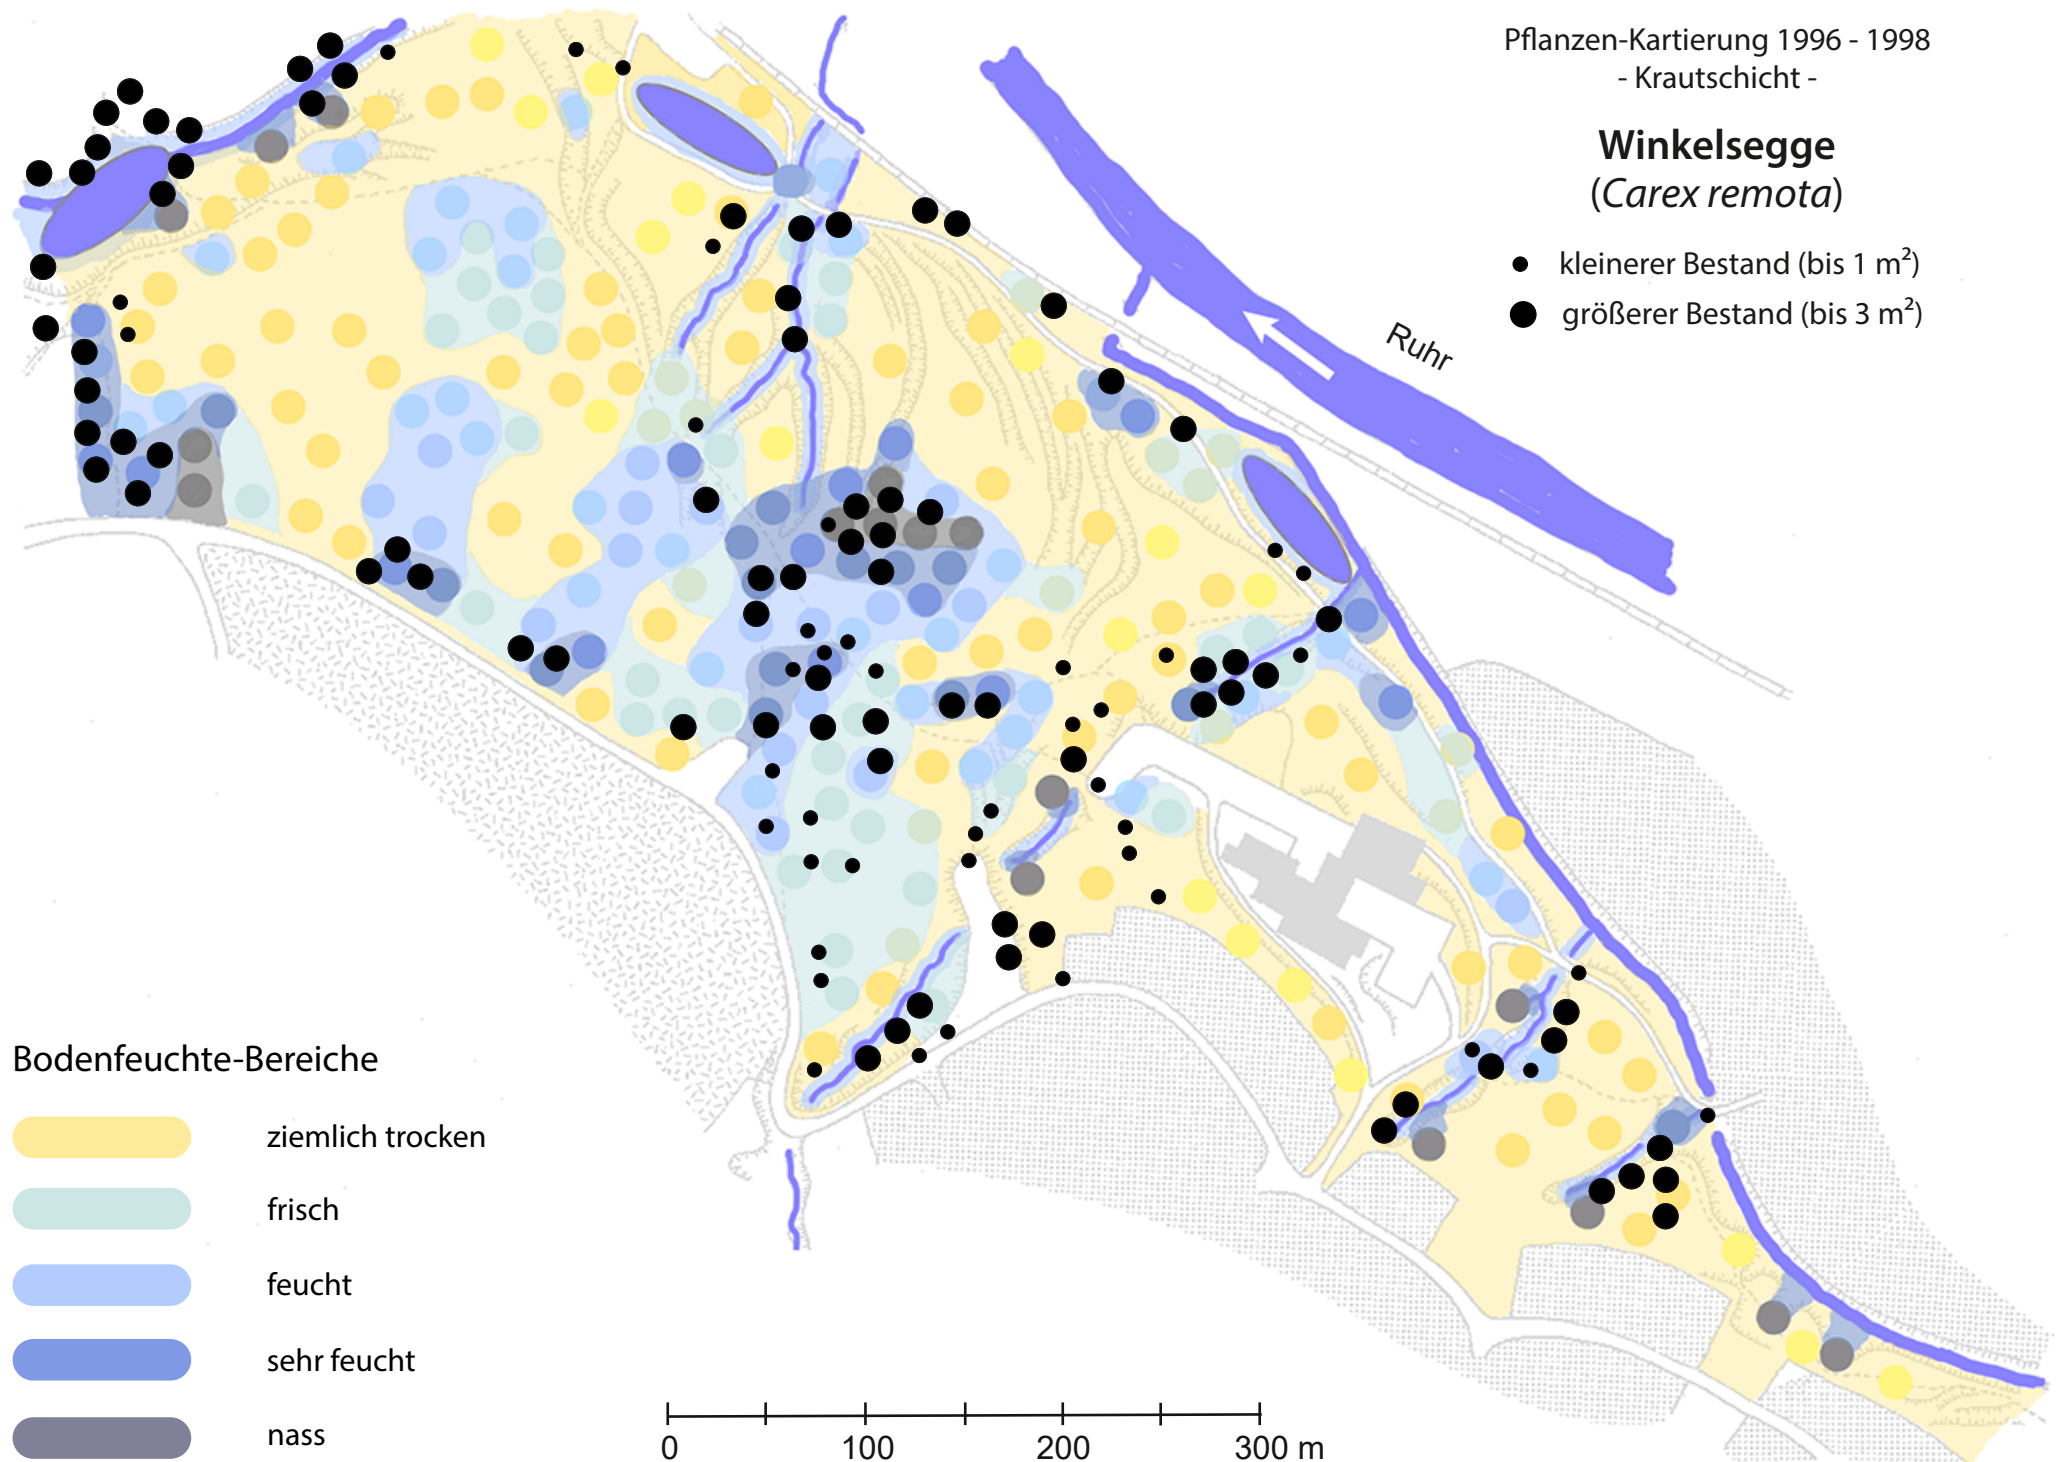 Pflanzen-Kartierung 1996 - 1998
- Krautschicht -
Winkelsegge
(Carex remota)
kleinerer Bestand (bis 1 m²)
größerer Bestand (bis 3 m²)
Ruhr
Bodenfeuchte-Bereiche
ziemlich trocken
frisch
feucht
sehr feucht
nass
0 100 200 300 m